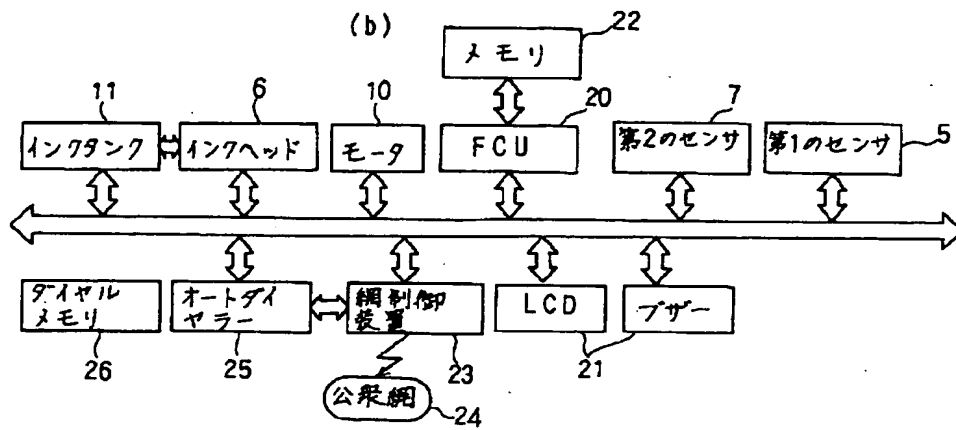 (b)
22
メモリ
11
6
10
20
7
インクタンク
インクヘッド
モータ
FCU
第2のセンサ
第1のセンサ
5
ダイヤル
メモリ
オートダイ
ヤラー
網制御
装置
LCD
ブザー
26
25
23
21
公衆網
24